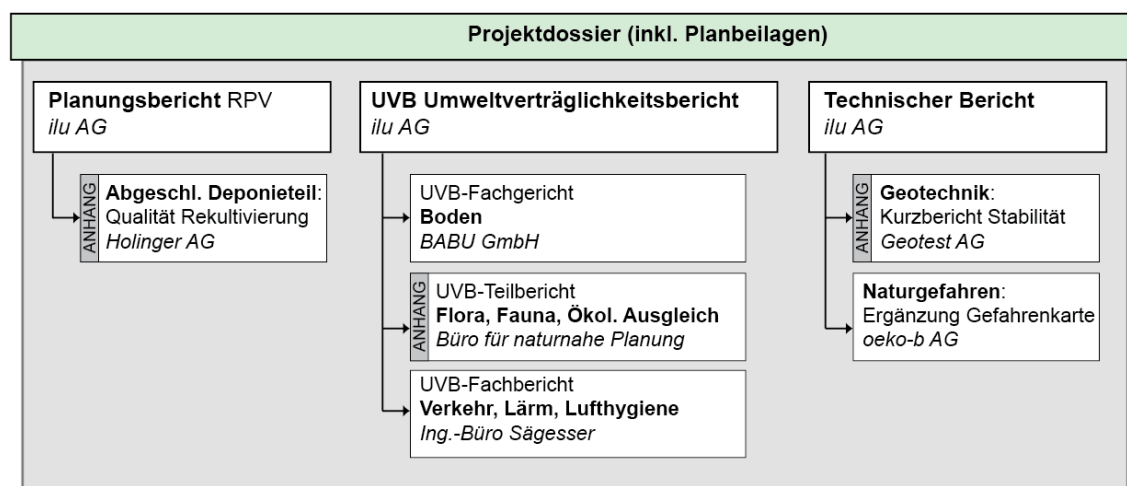 Projektdossier (inkl. Planbeilagen)
Planungsbericht RPV
ilu AG
ANHANG
Abgeschl. Deponieteil:
Qualität Rekultivierung
Holinger AG
UVB Umweltverträglichkeitsbericht
ilu AG
UVB-Fachgericht
Boden
BABU GmbH
ANHANG
UVB-Teilbericht
Flora, Fauna, Ökol. Ausgleich
Büro für naturnahe Planung
UVB-Fachbericht
Verkehr, Lärm, Lufthygiene
Ing.-Büro Sägesser
Technischer Bericht
ilu AG
ANHANG
Geotechnik:
Kurzbericht Stabilität
Geotest AG
Naturgefahren:
Ergänzung Gefahrenkarte
oeko-b AG